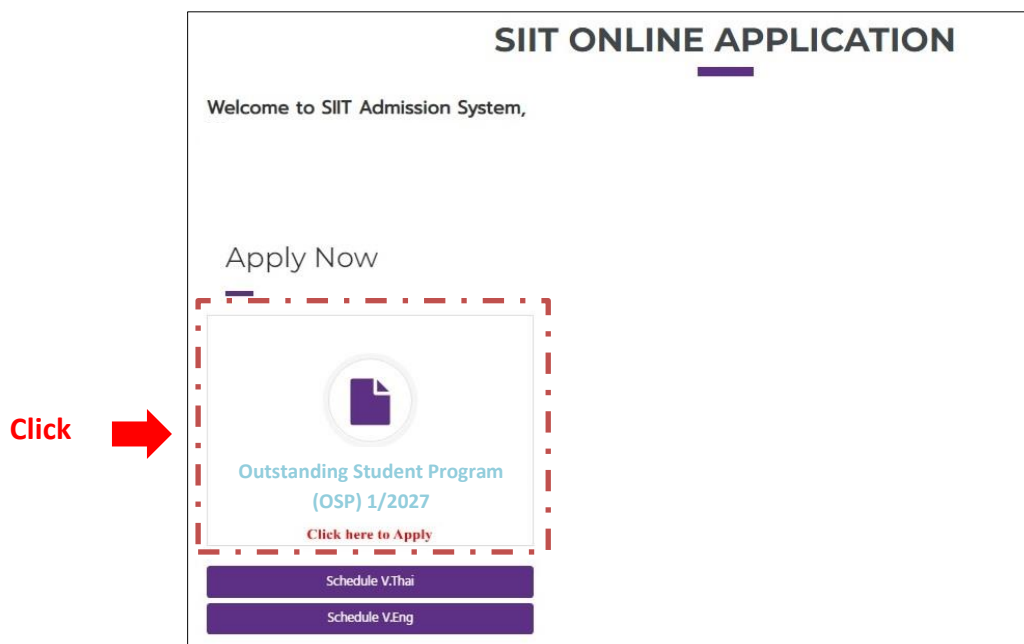 SIIT ONLINE APPLICATION
Welcome to SIIT Admission System,
Apply Now
Click
Outstanding Student Program
(OSP) 1/2027
Click here to Apply
Schedule V.Thai
Schedule V.Eng